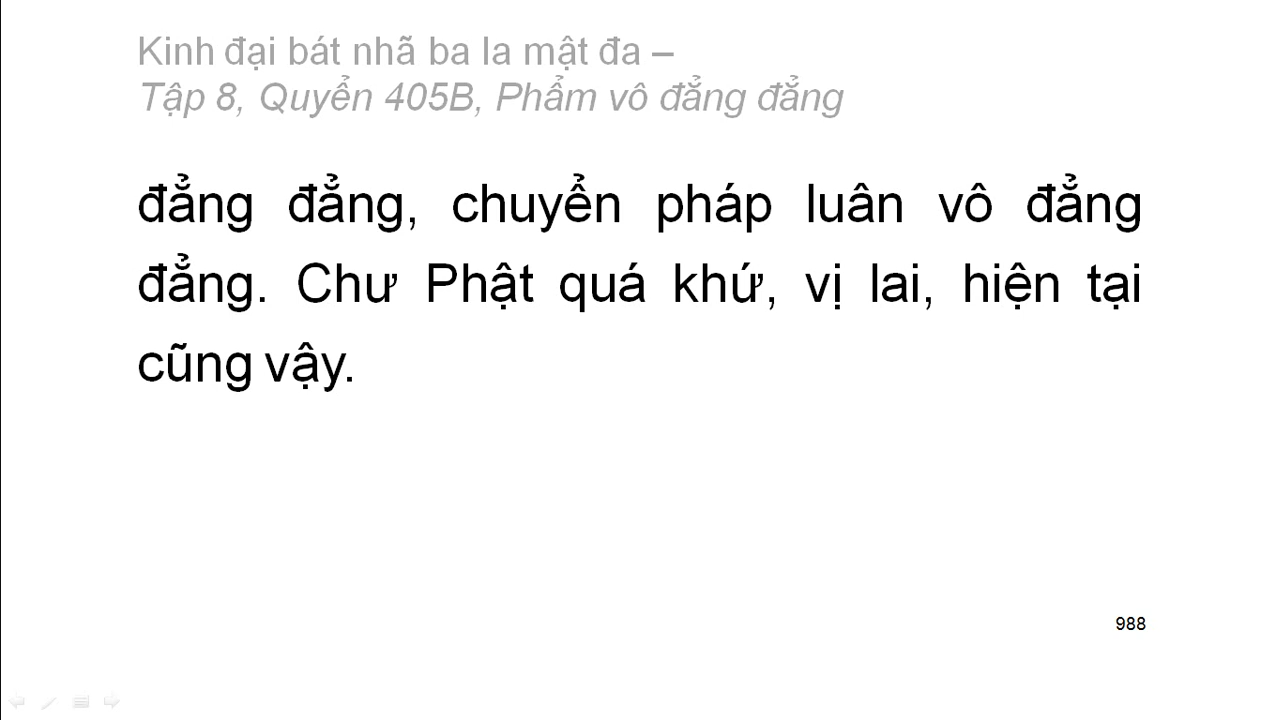 Kinh đại bát nhã ba la mật đa –
Tập 8, Quyển 405B, Phẩm vô đẳng đẳng
đẳng đẳng, chuyển pháp luân vô đẳng
đẳng. Chư Phật quá khứ, vị lai, hiện tại
cũng vậy.
988